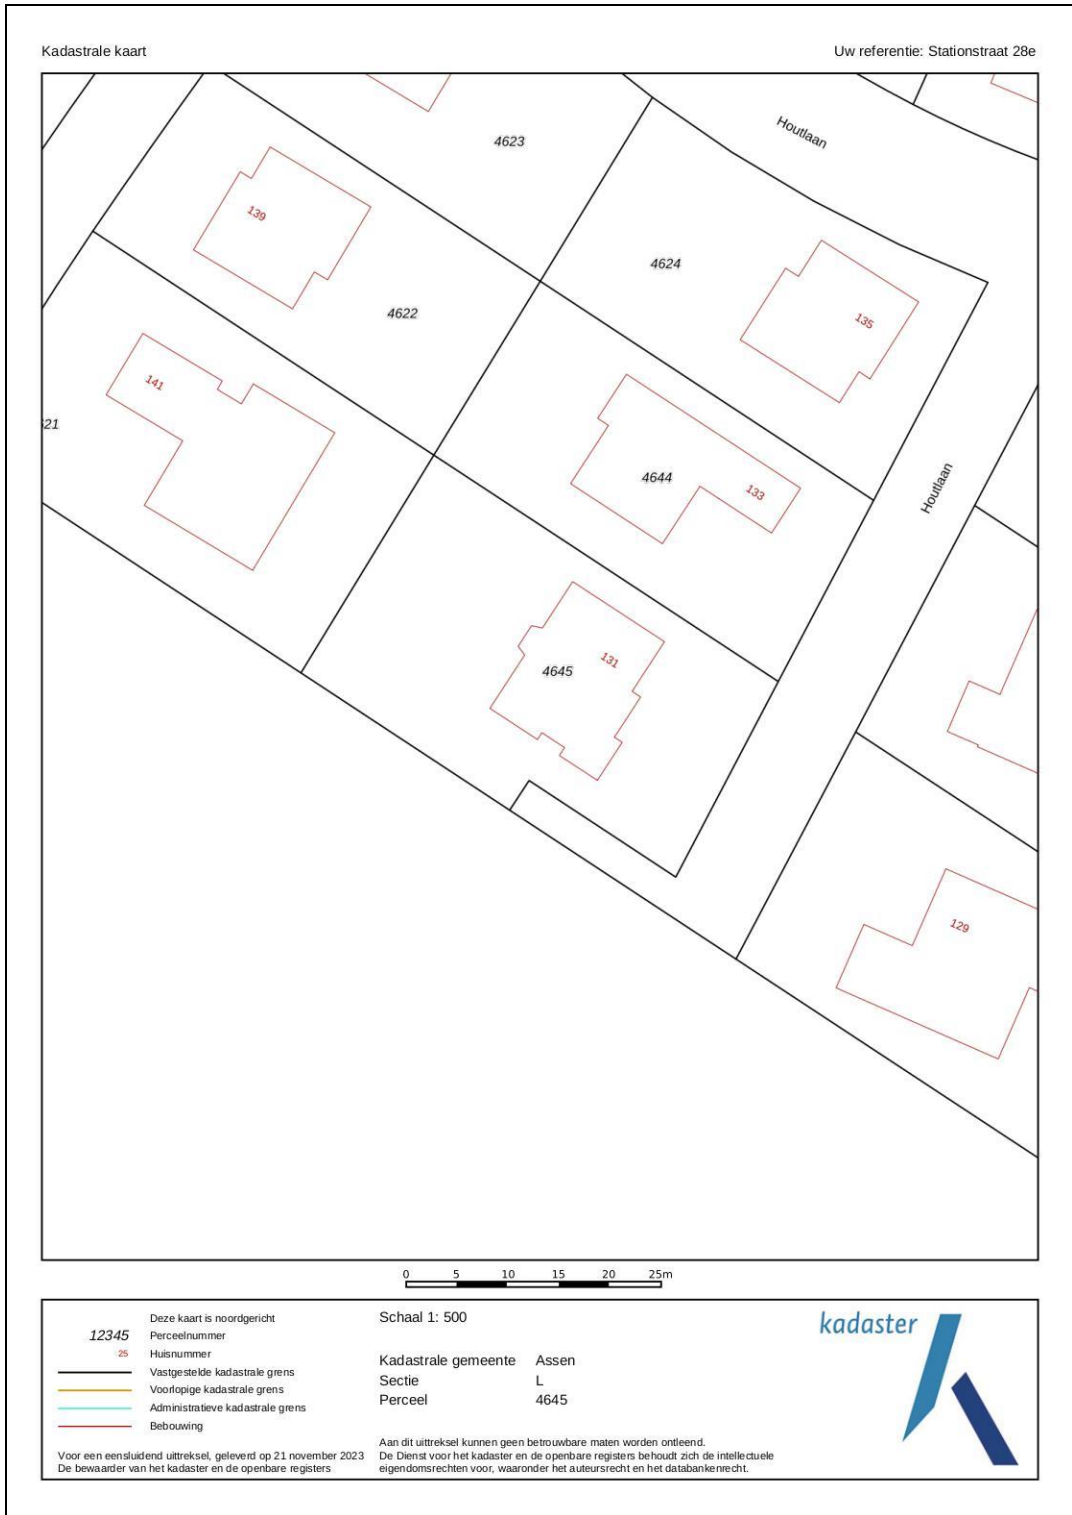 Kadastrale kaart
Uw referentie: Stationstraat 28e
Houtlaan
4623
139
4624
4622
135
141
21
4644
133
Houtlaan
131
4645
129
0 5 10 15 20 25m
Deze kaart is noordgericht
12345 Perceelnummer
25 Huisnummer
Vastgestelde kadastrale grens
Voorlopige kadastrale grens
Administratieve kadastrale grens
Bebouwing
Voor een eensluidend uittreksel, geleverd op 21 november 2023
De bewaarder van het kadaster en de openbare registers
Schaal 1: 500
Kadastrale gemeente Assen
Sectie L
Perceel 4645
Aan dit uittreksel kunnen geen betrouwbare maten worden ontleend.
De Dienst voor het kadaster en de openbare registers behoudt zich de intellectuele
eigendomsrechten voor, waaronder het auteursrecht en het databankenrecht.
kadaster